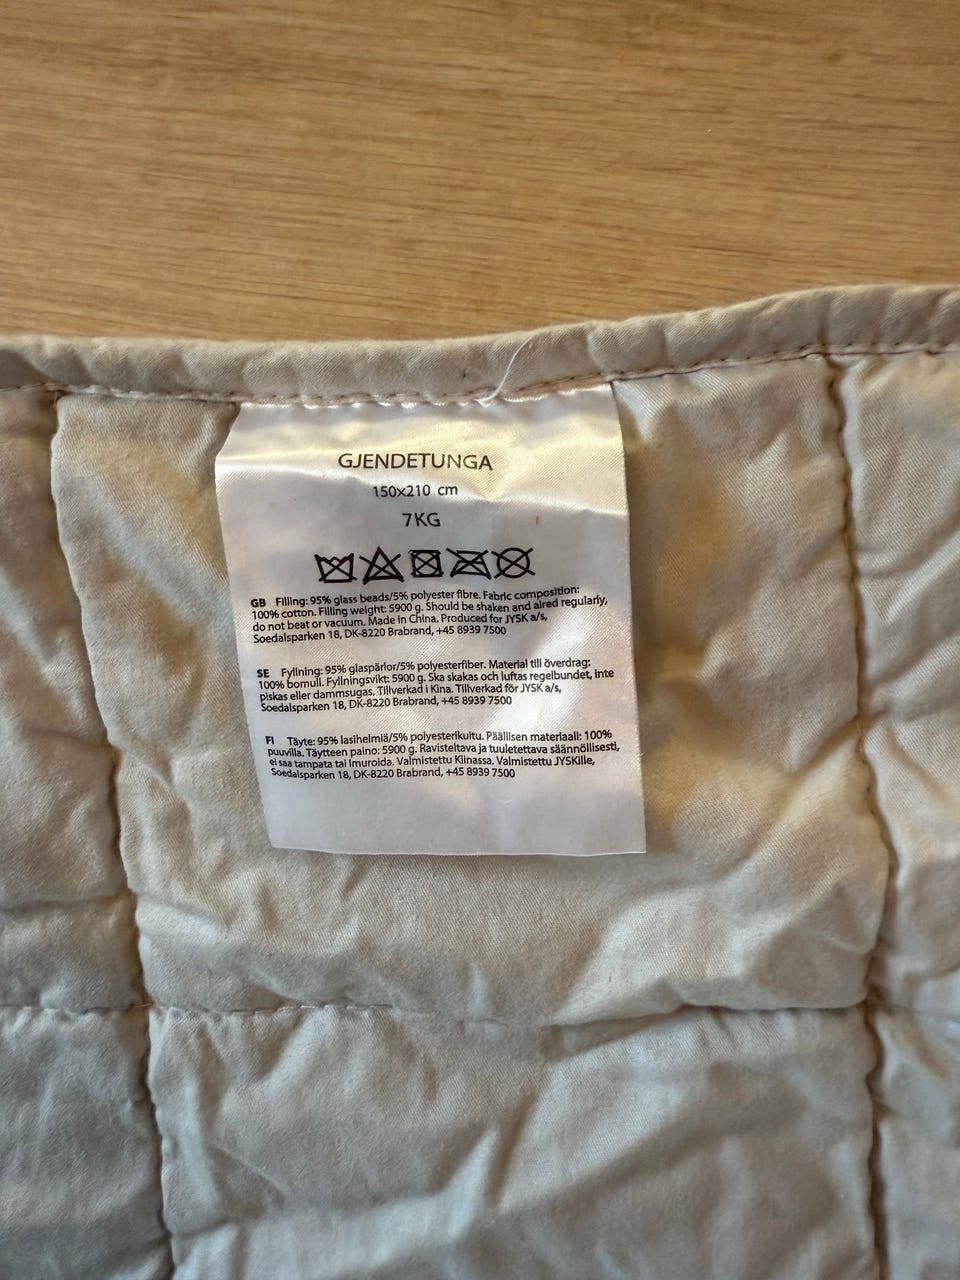 GJENDETUNGA
150x210 cm
7KG
GB Filling: 95% glass beads/5% polyester fibre. Fabric composition:
100% cotton. Filling weight: 5900 g. Should be shaken and aired regularly,
do not beat or vacuum. Made in China. Produced for JYSK a/s,
Soedalsparken 18, DK-8220 Brabrand, +45 8939 7500
SE Fyllning: 95% glaspärlor/5% polyesterfiber. Material till överdrag:
100% bomull. Fyllningsvikt: 5900 g. Ska skakas och luftas regelbundet, inte
piskas eller dammsugas. Tillverkad i Kina. Tillverkad för JYSK a/s,
Soedalsparken 18, DK-8220 Brabrand, +45 8939 7500
FI Täyte: 95% lasihelmiä/5% polyesterikuitu. Päällisen materiaali: 100%
puuvilla. Täytteen paino: 5900 g. Ravisteltava ja tuuletettava säännöllisesti,
ei saa tampata tai imuroida. Valmistettu Kiinassa. Valmistettu JYSKille,
Soedalsparken 18, DK-8220 Brabrand, +45 8939 7500